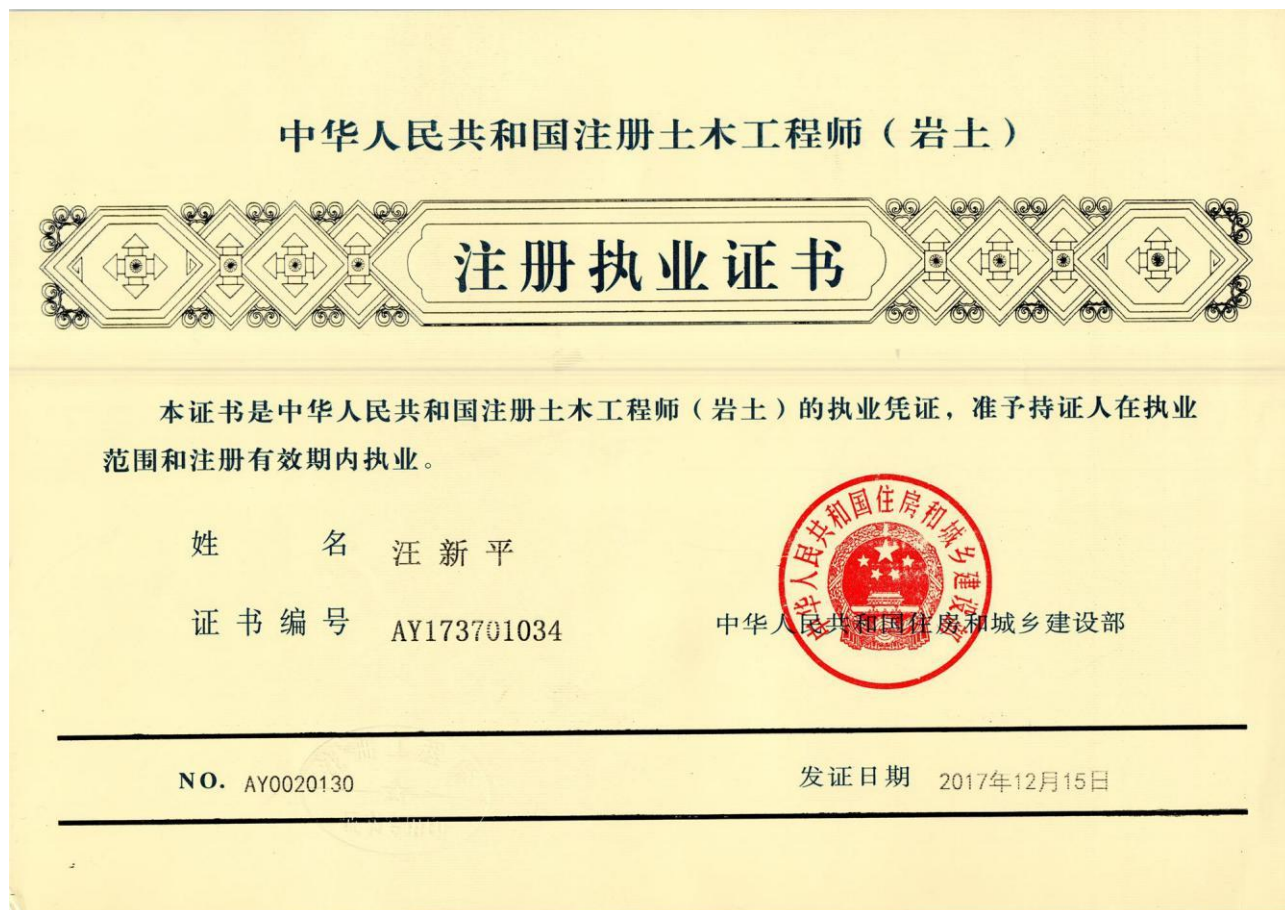 中华人民共和国注册土木工程师（岩土）
注册执业证书
本证书是中华人民共和国注册土木工程师（岩土）的执业凭证，准予持证人在执业
范围和注册有效期内执业。
姓 名 汪新平
中华人民共和国住房和城乡建设部
证书编号 AY173701034
中华人民共和国住房和城乡建设部
NO. AY0020130
发证日期 2017年12月15日